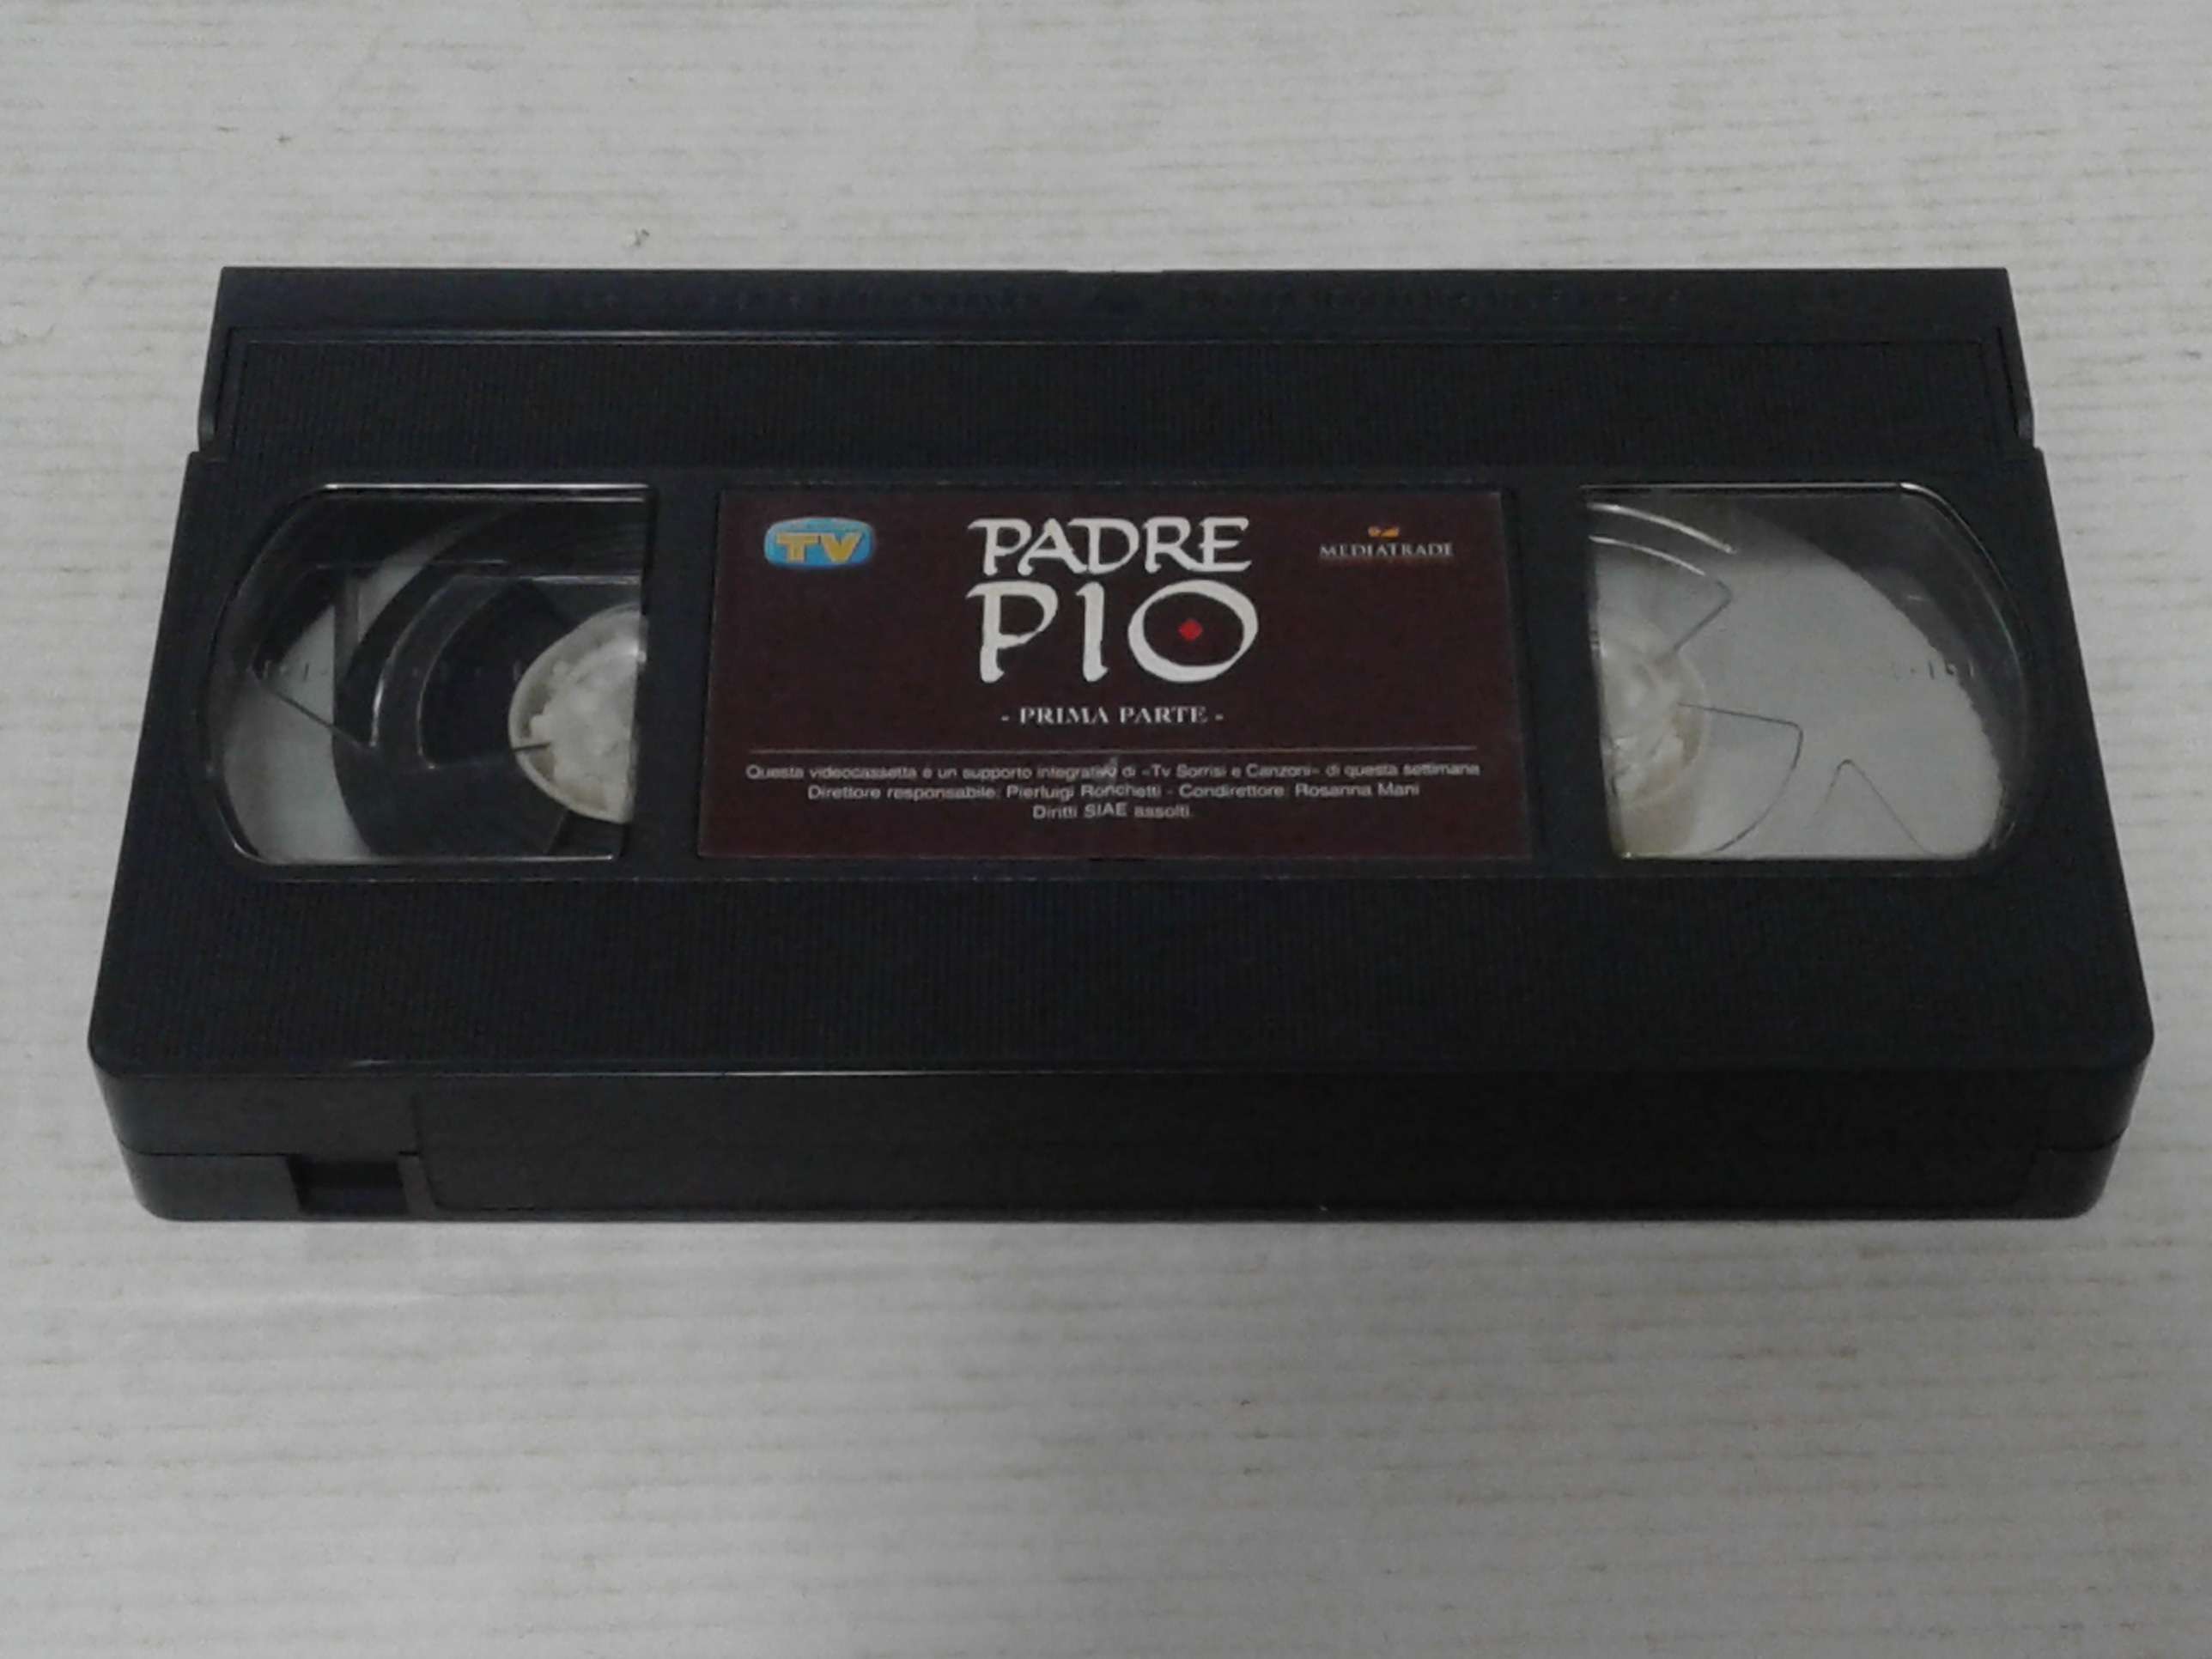 TV
PADRE
PIO
MEDIATRADE
- PRIMA PARTE -
Questa videocassetta è un supporto integrativo di «Tv Sorrisi e Canzoni» di questa settimana
Direttore responsabile: Pierluigi Ronchetti - Condirettore: Rosanna Mani
Diritti SIAE assolti.